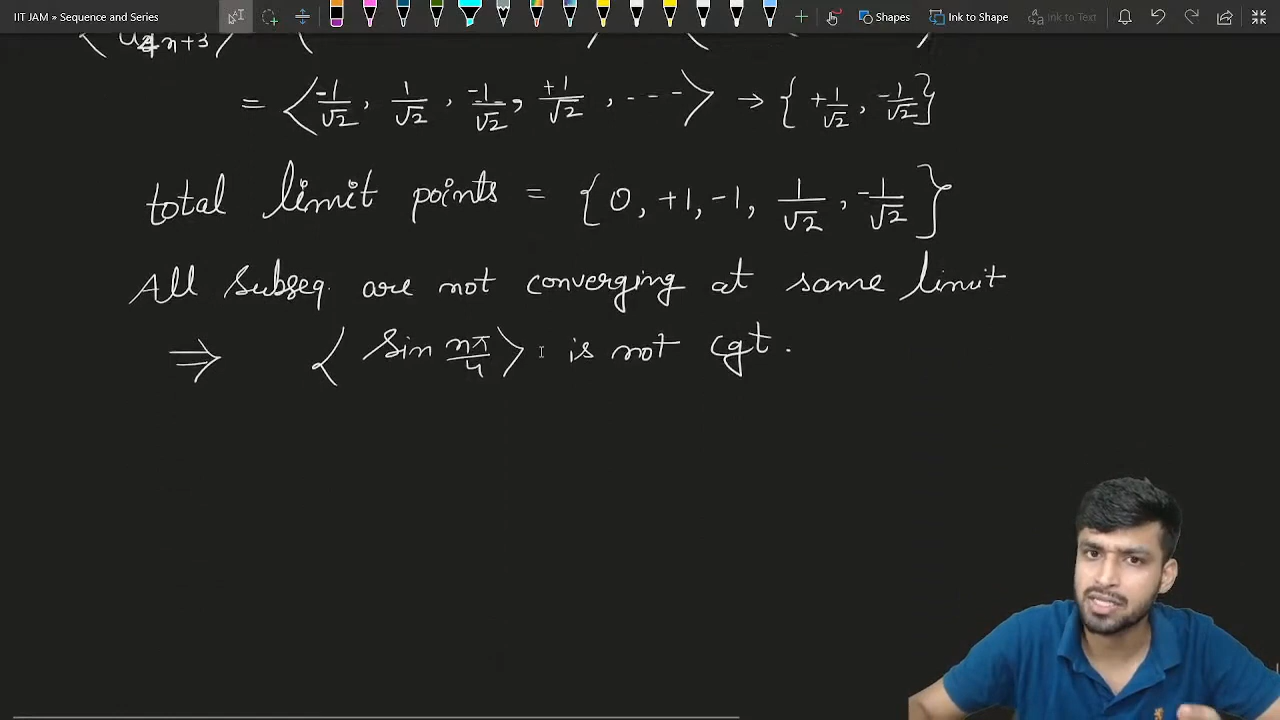 IIT JAM » Sequence and Series Shapes Ink to Shape Ink to Text
u4n+3
= < -1/√2, 1/√2, -1/√2, +1/√2, --- > → { +1/√2, -1/√2 }
total limit points = { 0, +1, -1, 1/√2, -1/√2 }
All Subseq. are not converging at same limit
⇒ < Sin nπ/4 > is not cgt.